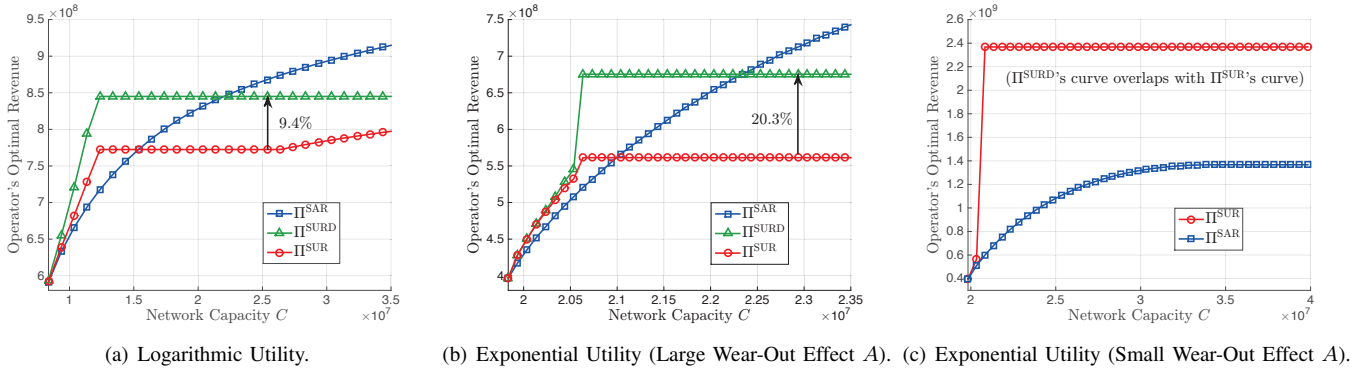 9.5 ×10^8
9
8.5
8
7.5
7
6.5
6
Operator's Optimal Revenue
9.4%
Π^SAR
Π^SURD
Π^SUR
1 1.5 2 2.5 3 3.5
Network Capacity C ×10^7
(a) Logarithmic Utility.
7.5 ×10^8
7
6.5
6
5.5
5
4.5
4
Operator's Optimal Revenue
20.3%
Π^SAR
Π^SURD
Π^SUR
2 2.05 2.1 2.15 2.2 2.25 2.3 2.35
Network Capacity C ×10^7
(b) Exponential Utility (Large Wear-Out Effect A).
2.6 ×10^9
2.4
2.2
2
1.8
1.6
1.4
1.2
1
0.8
0.6
0.4
Operator's Optimal Revenue
(Π^SURD's curve overlaps with Π^SUR's curve)
Π^SUR
Π^SAR
2 2.5 3 3.5 4
Network Capacity C ×10^7
(c) Exponential Utility (Small Wear-Out Effect A).